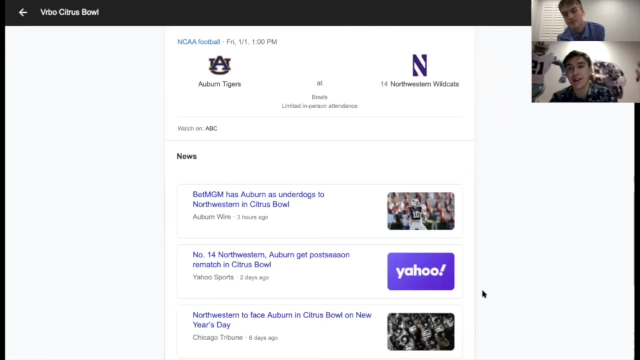 Vrbo Citrus Bowl
NCAA football · Fri, 1/1, 1:00 PM
Auburn Tigers
at
14 Northwestern Wildcats
Bowls
Limited in-person attendance
Watch on: ABC
News
BetMGM has Auburn as underdogs to
Northwestern in Citrus Bowl
Auburn Wire · 3 hours ago
No. 14 Northwestern, Auburn get postseason
rematch in Citrus Bowl
Yahoo Sports · 2 days ago
yahoo!
Northwestern to face Auburn in Citrus Bowl on New
Year's Day
Chicago Tribune · 6 days ago
21